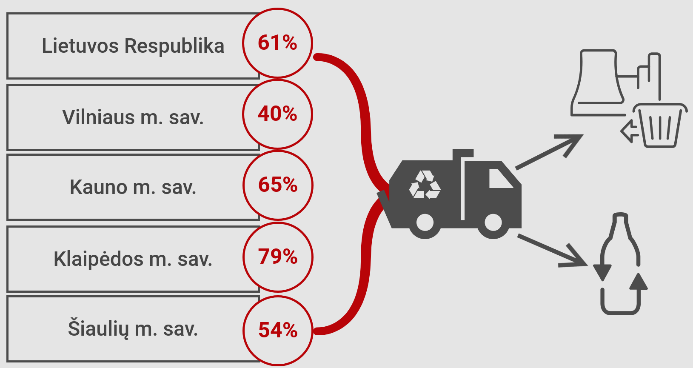 Lietuvos Respublika 61%
Vilniaus m. sav. 40%
Kauno m. sav. 65%
Klaipėdos m. sav. 79%
Šiaulių m. sav. 54%